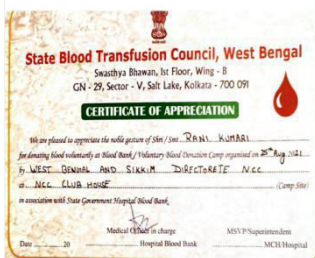 State Blood Transfusion Council, West Bengal
Swasthya Bhawan, Ist Floor, Wing - B
GN - 29, Sector - V, Salt Lake, Kolkata - 700 091
CERTIFICATE OF APPRECIATION
We are pleased to appreciate the noble gesture of Shri / Smt. RANI KUMARI
for donating blood voluntarily at Blood Bank / Voluntary Blood Donation Camp organised on 25th Aug 2021
By WEST BENGAL AND SIKKIM DIRECTORATE NCC
at NCC CLUB HOUSE (Camp Site)
in association with State Government Hospital Blood Bank.
Medical Officer in charge MSVP/Superintendent
Date 20 Hospital Blood Bank MCH/Hospital